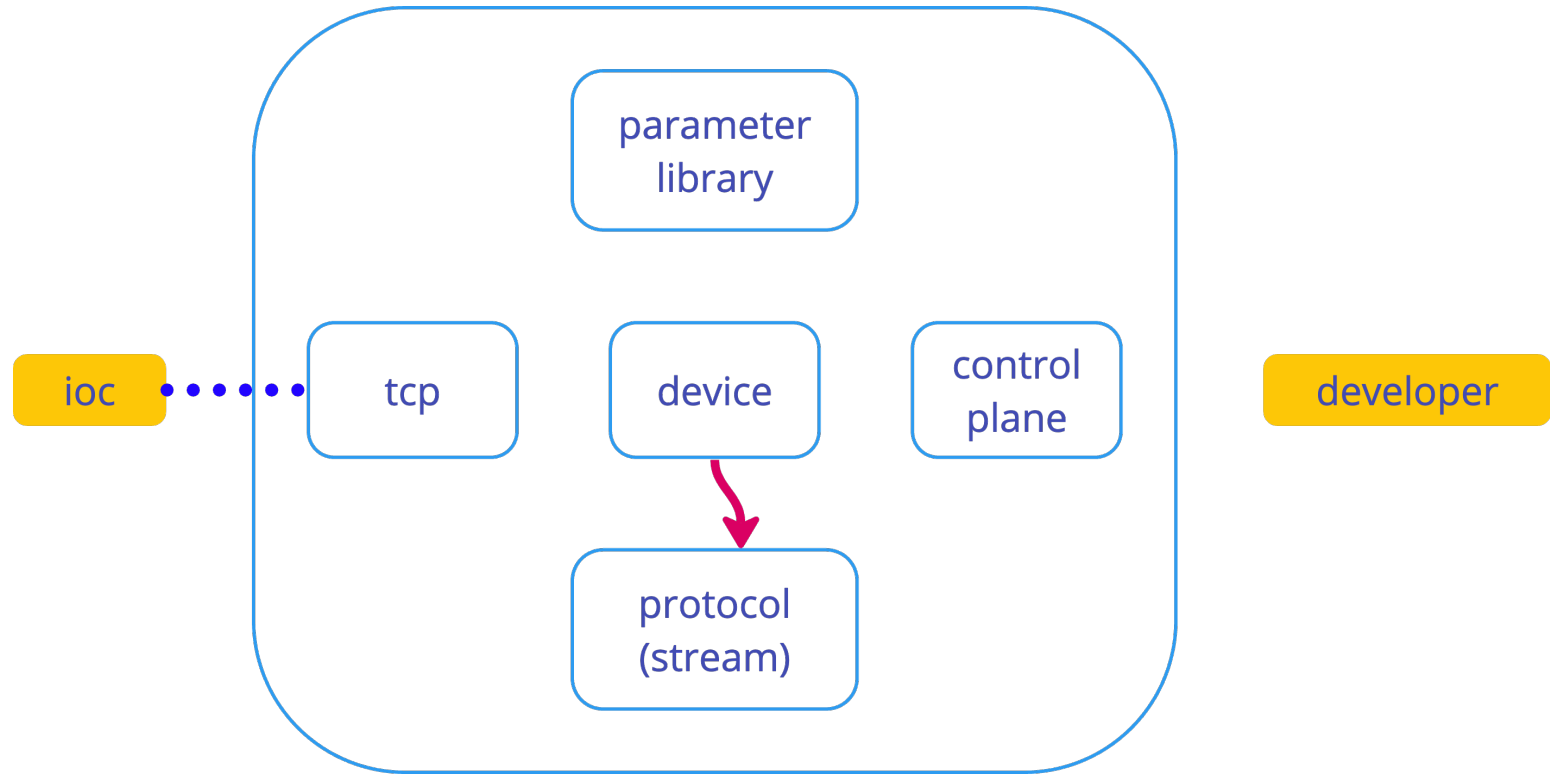 parameter
library
ioc
tcp
device
control
plane
developer
protocol
(stream)